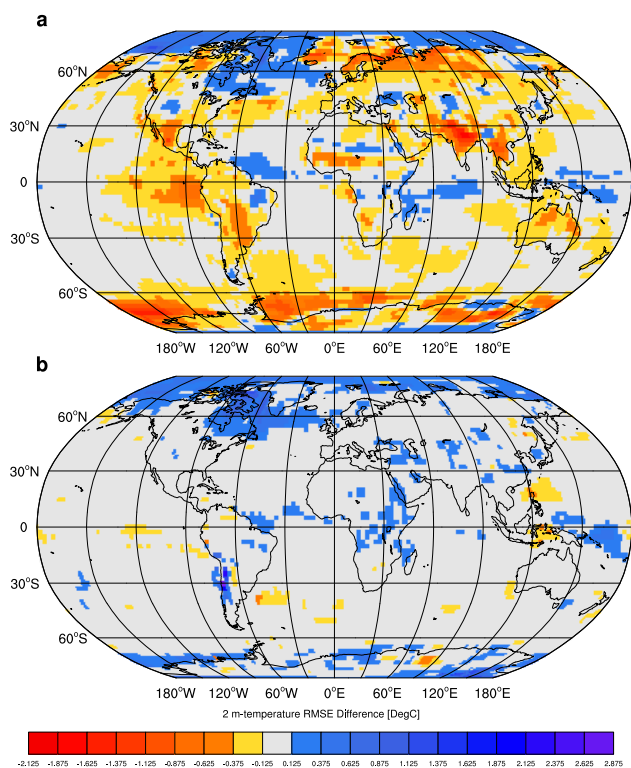 a
60°N
30°N
0
30°S
60°S
180°W 120°W 60°W 0°E 60°E 120°E 180°E
b
60°N
30°N
0
30°S
60°S
180°W 120°W 60°W 0°E 60°E 120°E 180°E
2 m-temperature RMSE Difference [DegC]
-2.125 -1.875 -1.625 -1.375 -1.125 -0.875 -0.625 -0.375 -0.125 0.125 0.375 0.625 0.875 1.125 1.375 1.625 1.875 2.125 2.375 2.625 2.875